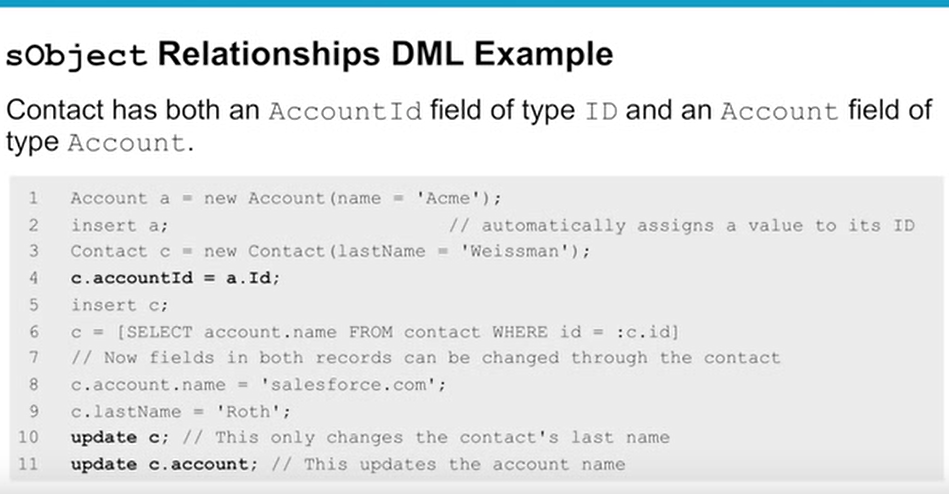 sObject Relationships DML Example
Contact has both an AccountId field of type ID and an Account field of
type Account.
1 Account a = new Account(name = 'Acme');
2 insert a; // automatically assigns a value to its ID
3 Contact c = new Contact(lastName = 'Weissman');
4 c.accountId = a.Id;
5 insert c;
6 c = [SELECT account.name FROM contact WHERE id = :c.id]
7 // Now fields in both records can be changed through the contact
8 c.account.name = 'salesforce.com';
9 c.lastName = 'Roth';
10 update c; // This only changes the contact's last name
11 update c.account; // This updates the account name